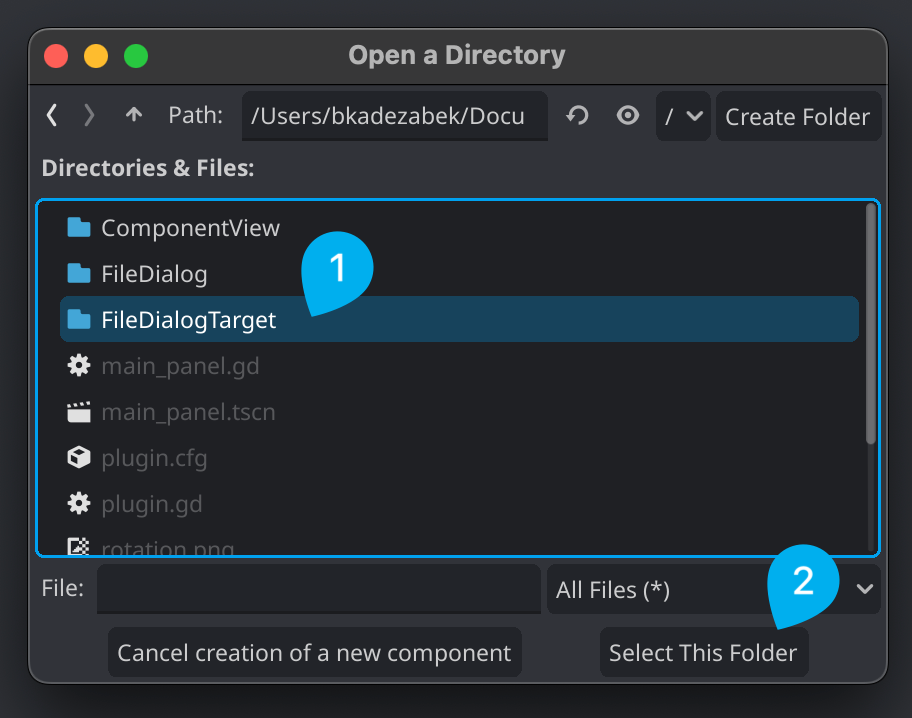 Open a Directory
Path: /Users/bkadezabek/Docu / Create Folder
Directories & Files:
ComponentView
1
FileDialog
FileDialogTarget
main_panel.gd
main_panel.tscn
plugin.cfg
plugin.gd
rotation.png
2
File: All Files (*)
Cancel creation of a new component Select This Folder